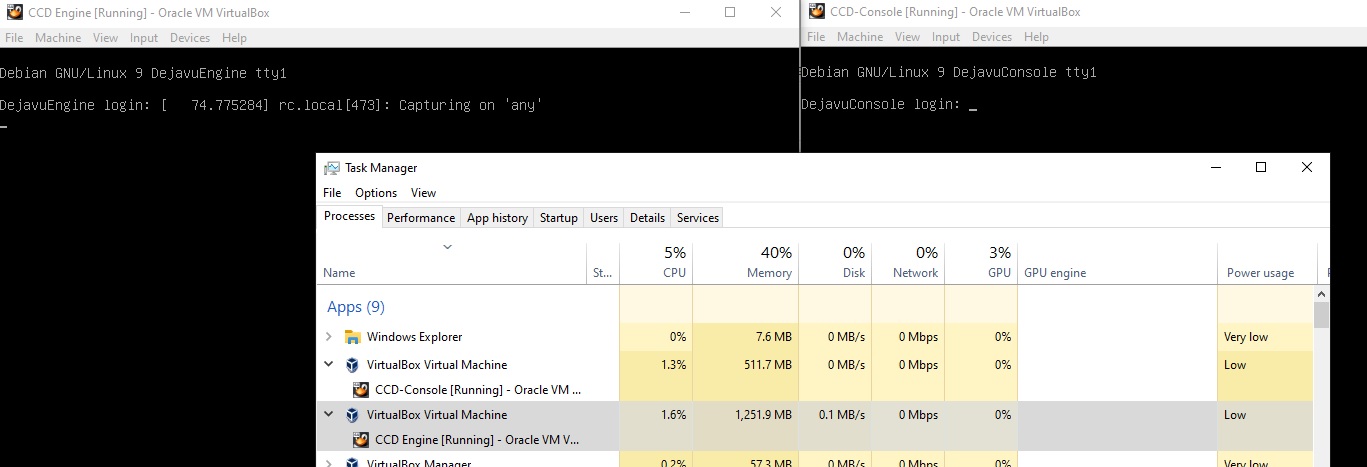 CCD Engine [Running] - Oracle VM VirtualBox
File Machine View Input Devices Help
Debian GNU/Linux 9 DejavuEngine tty1
DejavuEngine login: [   74.775284] rc.local[473]: Capturing on 'any'
_
CCD-Console [Running] - Oracle VM VirtualBox
File Machine View Input Devices Help
Debian GNU/Linux 9 DejavuConsole tty1
DejavuConsole login: _
Task Manager
File Options View
Processes Performance App history Startup Users Details Services
5% 40% 0% 0% 3%
Name St... CPU Memory Disk Network GPU GPU engine Power usage
Apps (9)
Windows Explorer 0% 7.6 MB 0 MB/s 0 Mbps 0% Very low
VirtualBox Virtual Machine 1.3% 511.7 MB 0 MB/s 0 Mbps 0% Low
CCD-Console [Running] - Oracle VM ...
VirtualBox Virtual Machine 1.6% 1,251.9 MB 0.1 MB/s 0 Mbps 0% Low
CCD Engine [Running] - Oracle VM V...
VirtualBox Manager 0.2% 57.3 MB 0 MB/s 0 Mbps 0% Very low